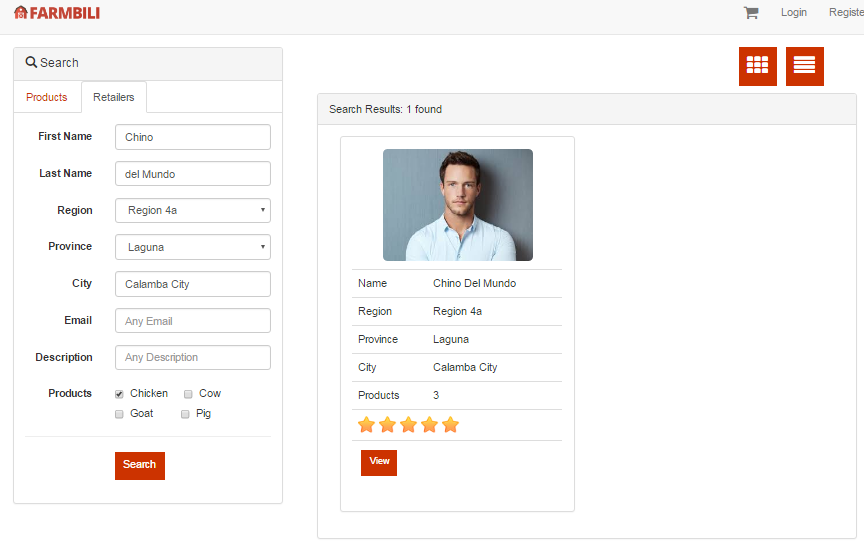 FARMBILI
Login
Registe
Search
Products
Retailers
First Name
Chino
Last Name
del Mundo
Region
Region 4a
Province
Laguna
City
Calamba City
Email
Any Email
Description
Any Description
Products
Chicken
Cow
Goat
Pig
Search
Search Results: 1 found
Name
Chino Del Mundo
Region
Region 4a
Province
Laguna
City
Calamba City
Products
3
View